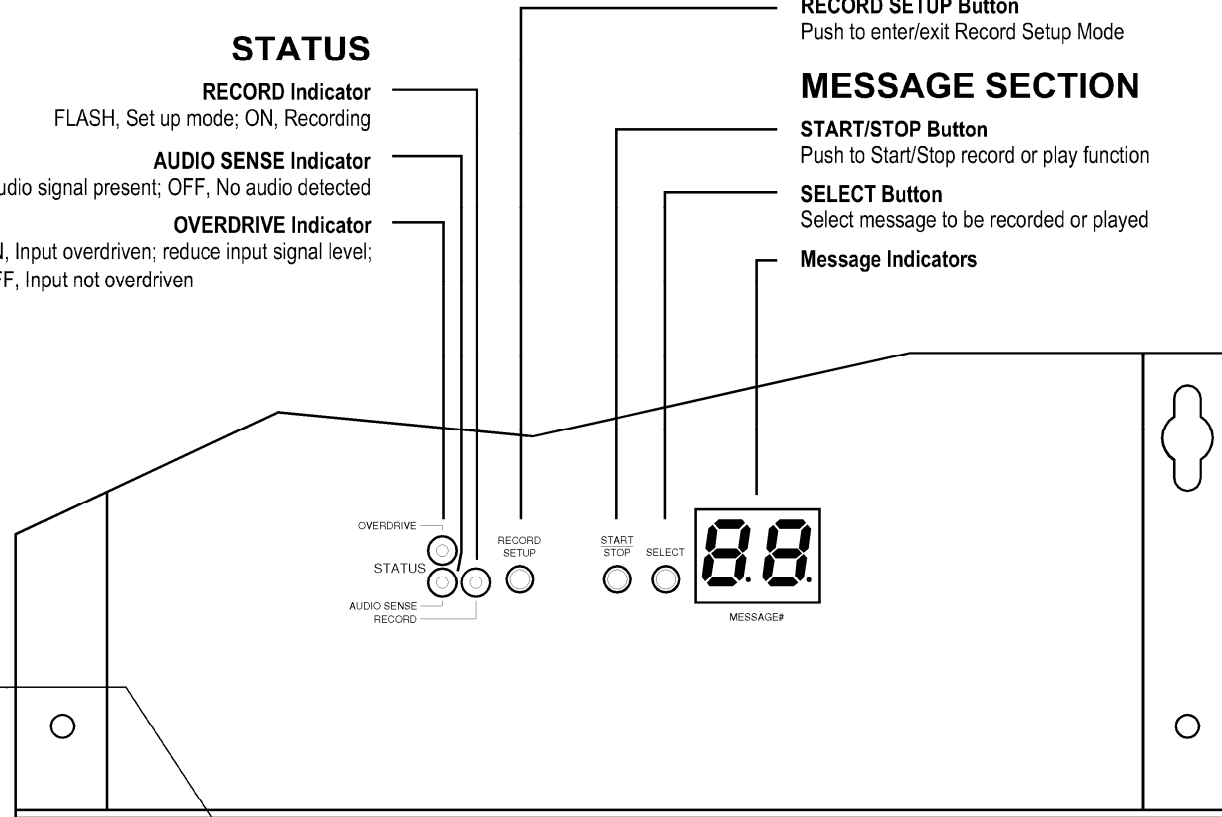 STATUS
RECORD Indicator
FLASH, Set up mode; ON, Recording
AUDIO SENSE Indicator
signal present; OFF, No audio detected
OVERDRIVE Indicator
Input overdriven; reduce input signal level;
Input not overdriven
RECORD SETUP Button
Push to enter/exit Record Setup Mode
MESSAGE SECTION
START/STOP Button
Push to Start/Stop record or play function
SELECT Button
Select message to be recorded or played
Message Indicators
OVERDRIVE
STATUS
AUDIO SENSE
RECORD
RECORD
SETUP
START
STOP
SELECT
8.8.
MESSAGE#